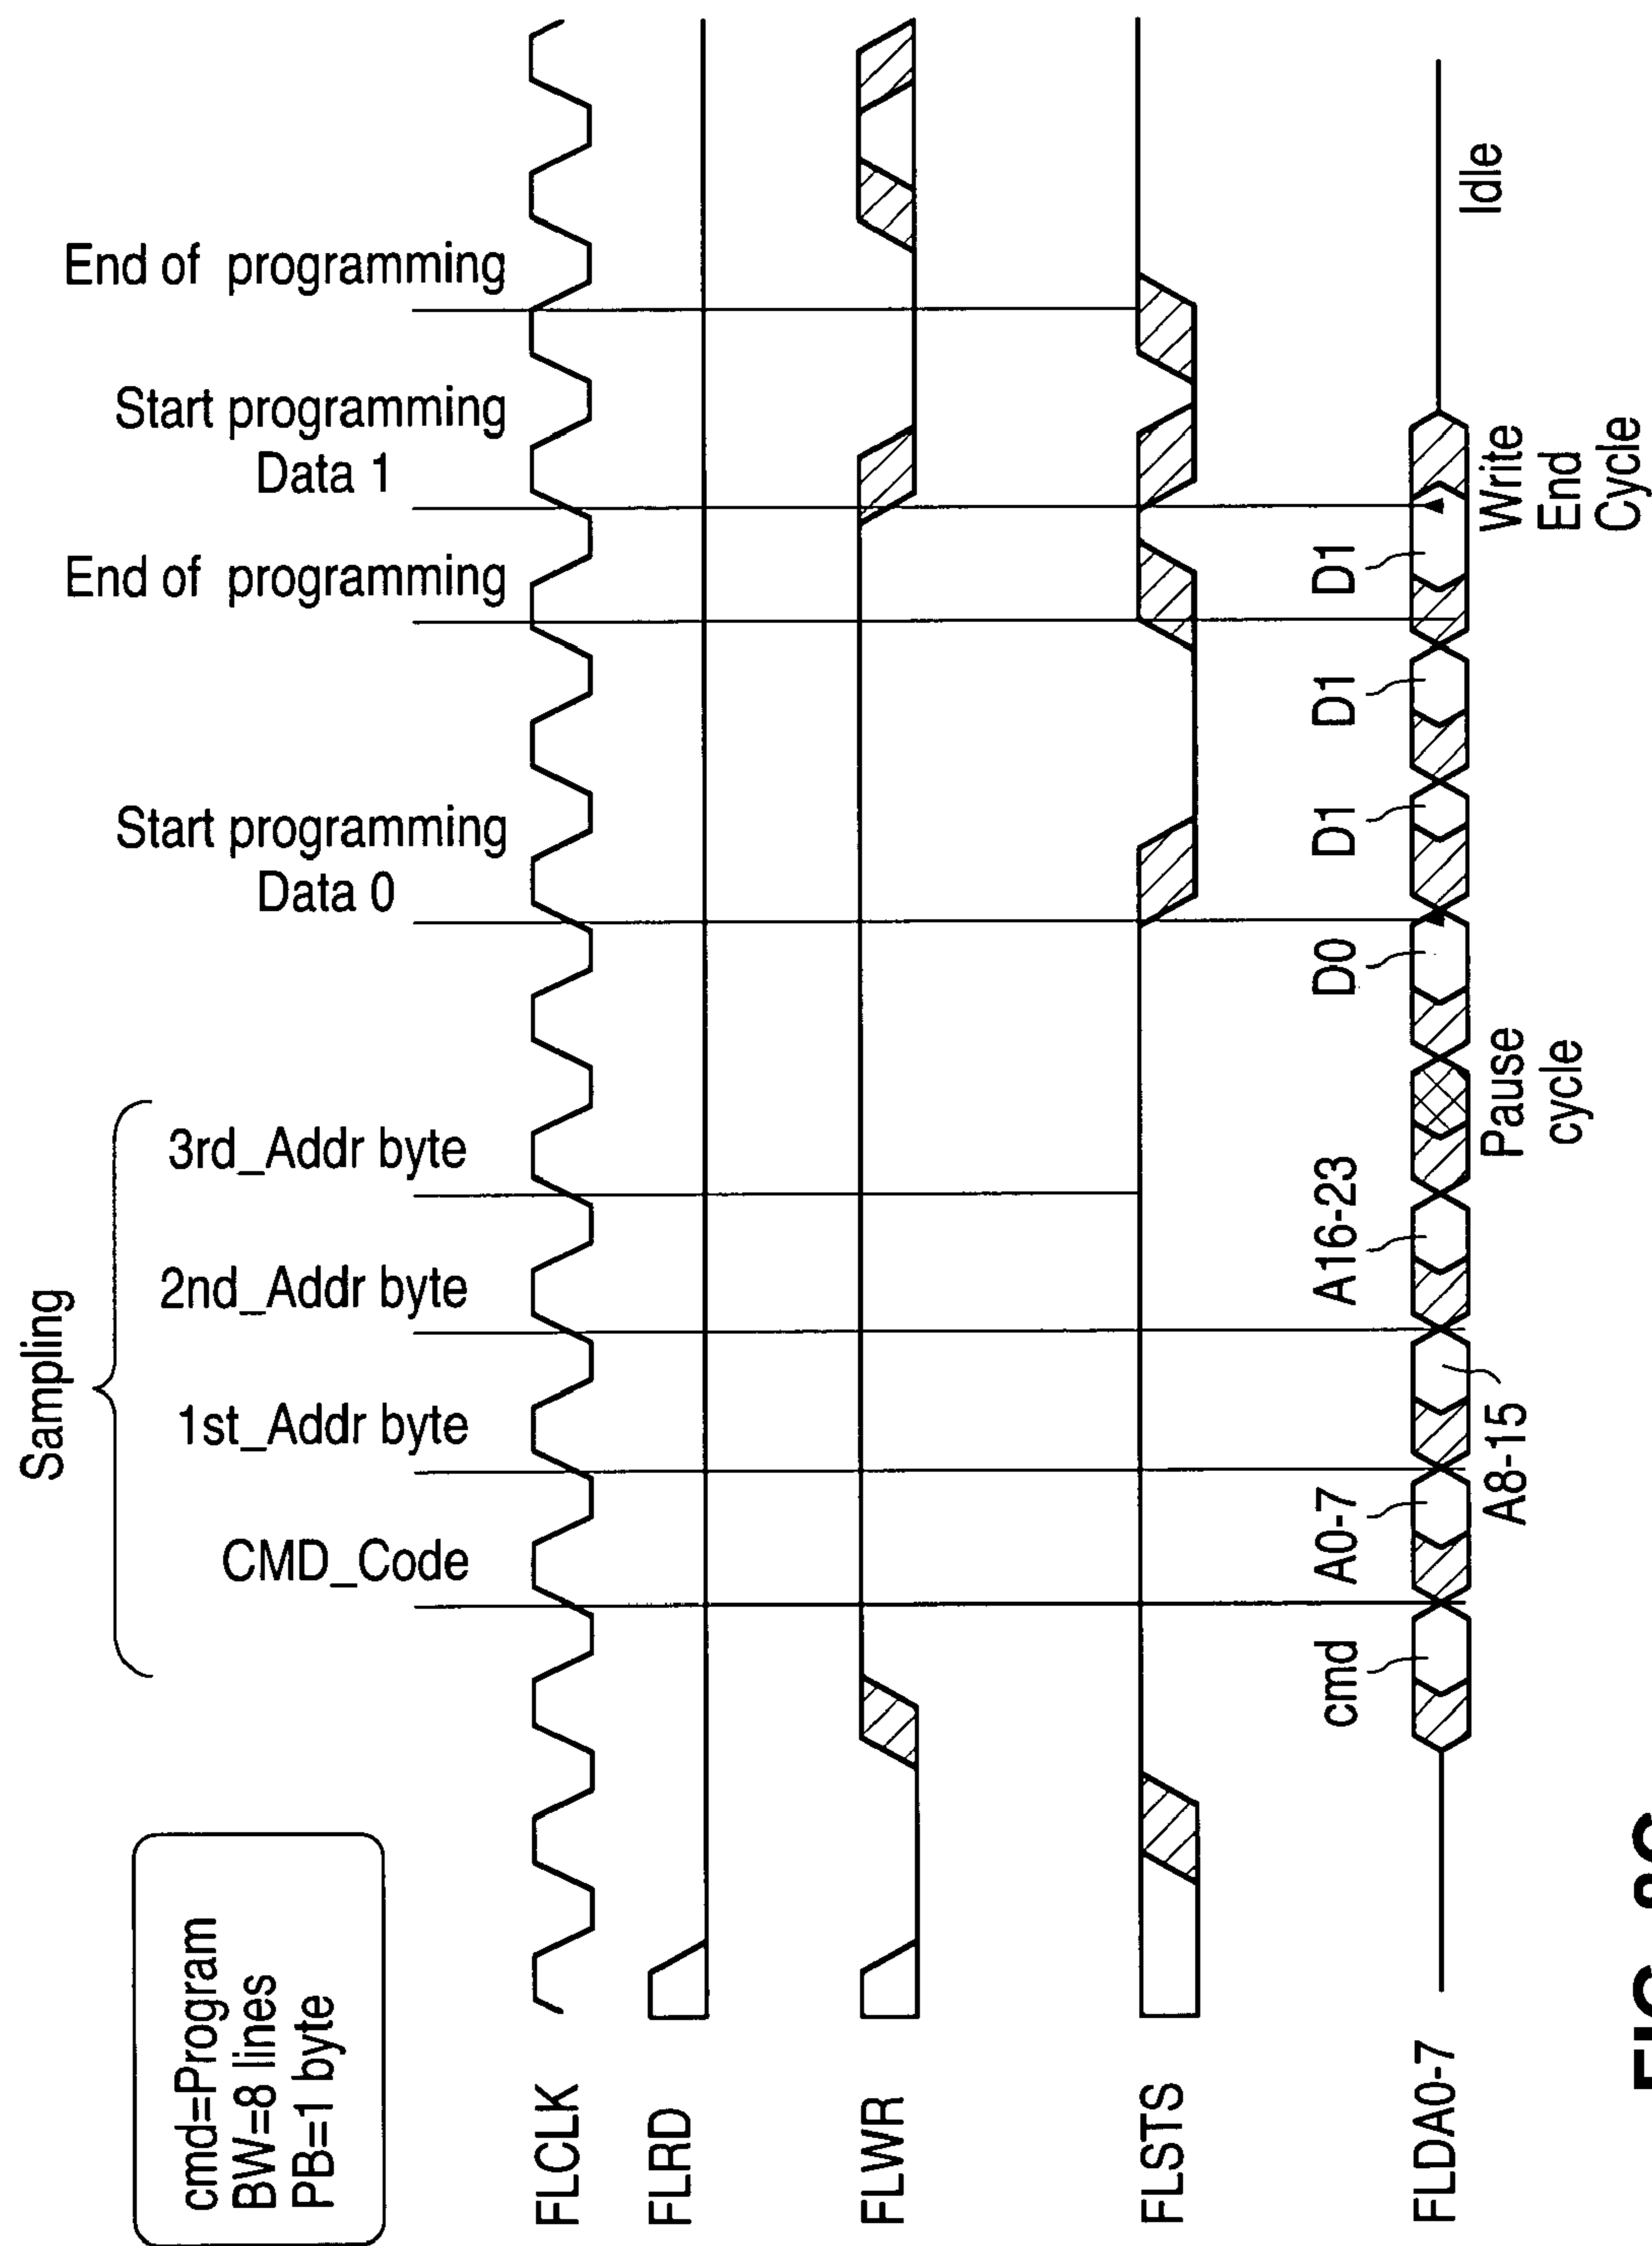 cmd=Program
BW=8 lines
PB=1 byte
Sampling
CMD_Code
1st_Addr byte
2nd_Addr byte
3rd_Addr byte
Start programming
Data 0
End of programming
Start programming
Data 1
End of programming
FLCLK
FLRD
FLWR
FLSTS
FLDA0-7
cmd
A0-7
A8-15
A16-23
Pause
cycle
D0
D1
D1
D1
Write
End
Cycle
Idle